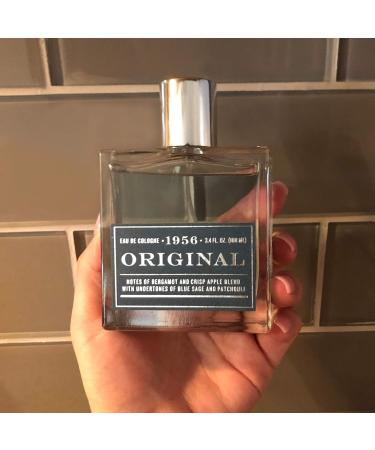 EAU DE COLOGNE · 1956 · 3.4 FL. OZ. (100 ML)
ORIGINAL
NOTES OF BERGAMOT AND CRISP APPLE BLEND
WITH UNDERTONES OF BLUE SAGE AND PATCHOULI